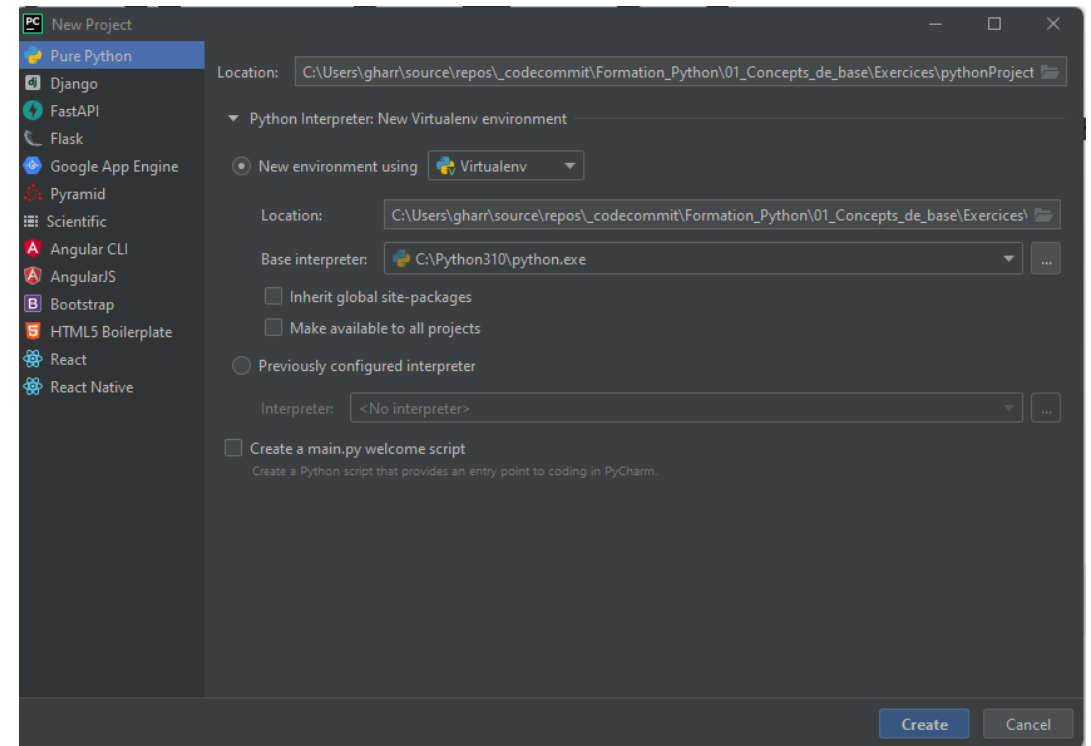 PC New Project
Pure Python
Django
FastAPI
Flask
Google App Engine
Pyramid
Scientific
Angular CLI
AngularJS
Bootstrap
HTML5 Boilerplate
React
React Native
Location: C:\Users\gharr\source\repos\_codecommit\Formation_Python\01_Concepts_de_base\Exercices\pythonProject
Python Interpreter: New Virtualenv environment
New environment using Virtualenv
Location: C:\Users\gharr\source\repos\_codecommit\Formation_Python\01_Concepts_de_base\Exercices\
Base interpreter: C:\Python310\python.exe ...
Inherit global site-packages
Make available to all projects
Previously configured interpreter
Interpreter: <No interpreter> ...
Create a main.py welcome script
Create a Python script that provides an entry point to coding in PyCharm.
Create Cancel